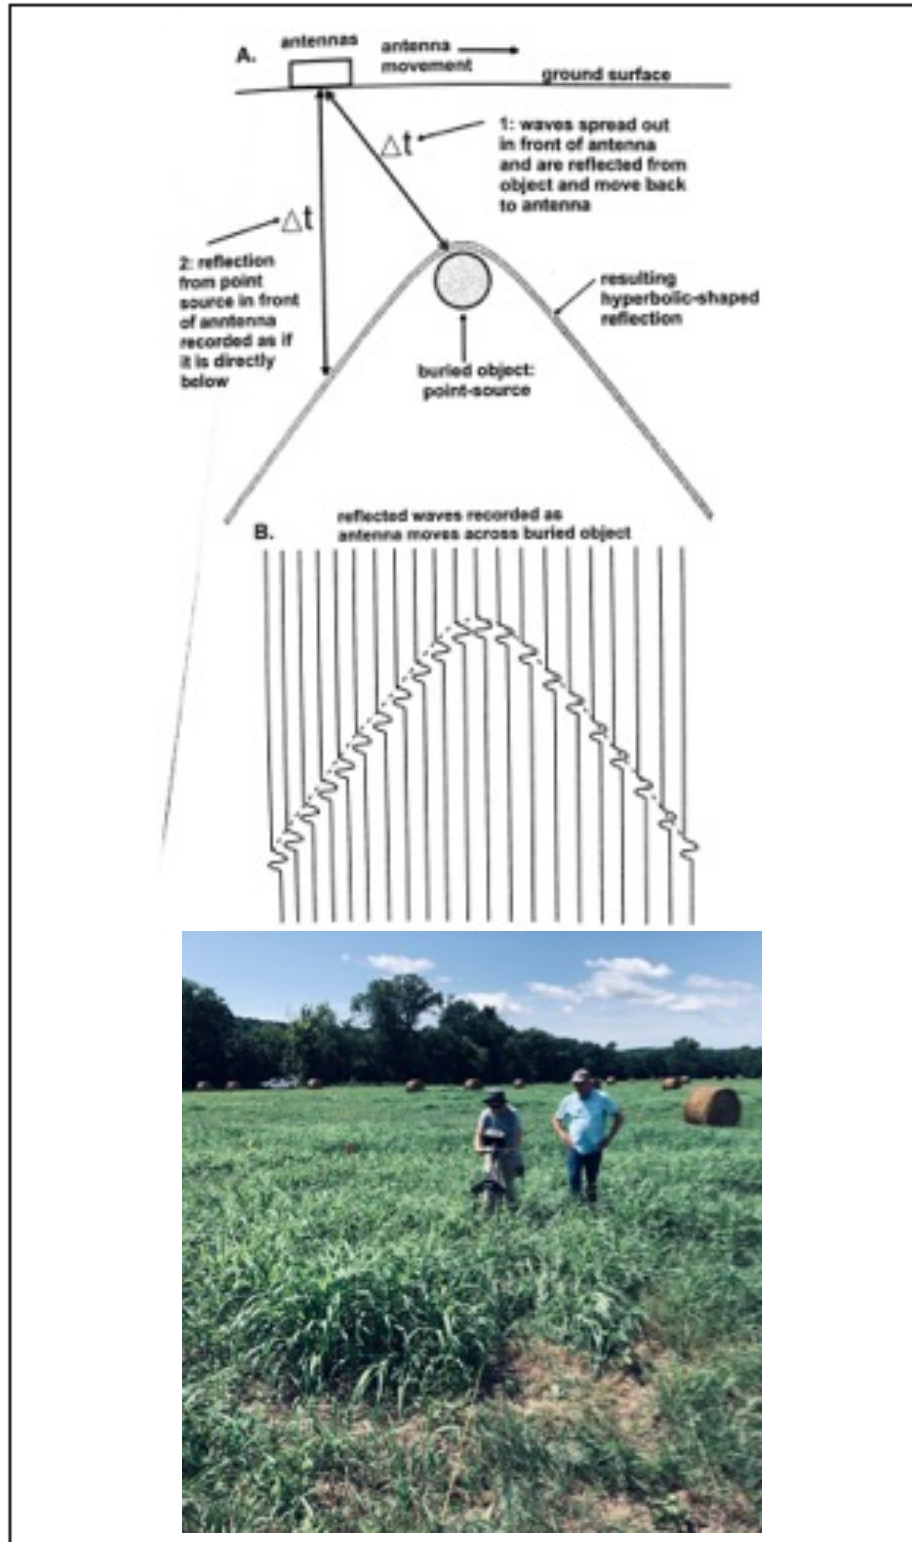 A.
antennas
antenna
movement
ground surface
Δt
1: waves spread out
in front of antenna
and are reflected from
object and move back
to antenna
Δt
2: reflection
from point
source in front
of anntenna
recorded as if
it is directly
below
resulting
hyperbolic-shaped
reflection
buried object:
point-source
B.
reflected waves recorded as
antenna moves across buried object